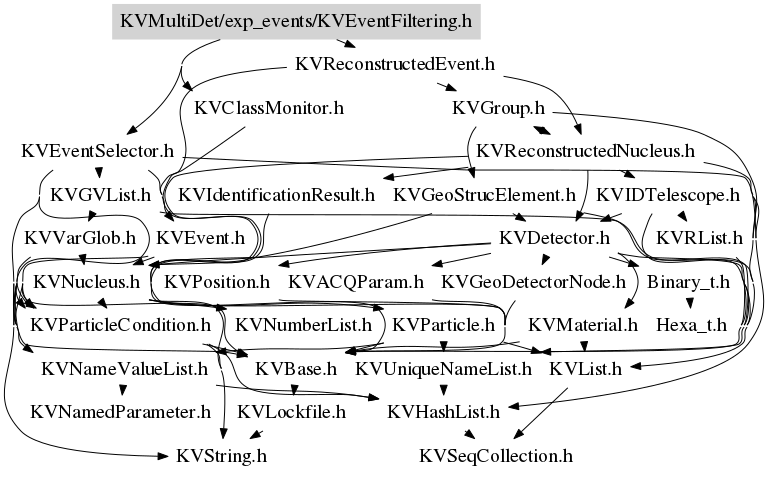 KVMultiDet/exp_events/KVEventFiltering.h
KVReconstructedEvent.h
KVClassMonitor.h
KVGroup.h
KVEventSelector.h
KVReconstructedNucleus.h
KVGVList.h
KVIdentificationResult.h
KVGeoStrucElement.h
KVIDTelescope.h
KVVarGlob.h
KVEvent.h
KVDetector.h
KVRList.h
KVNucleus.h
KVPosition.h
KVACQParam.h
KVGeoDetectorNode.h
Binary_t.h
KVParticleCondition.h
KVNumberList.h
KVParticle.h
KVMaterial.h
Hexa_t.h
KVNameValueList.h
KVBase.h
KVUniqueNameList.h
KVList.h
KVNamedParameter.h
KVLockfile.h
KVHashList.h
KVString.h
KVSeqCollection.h